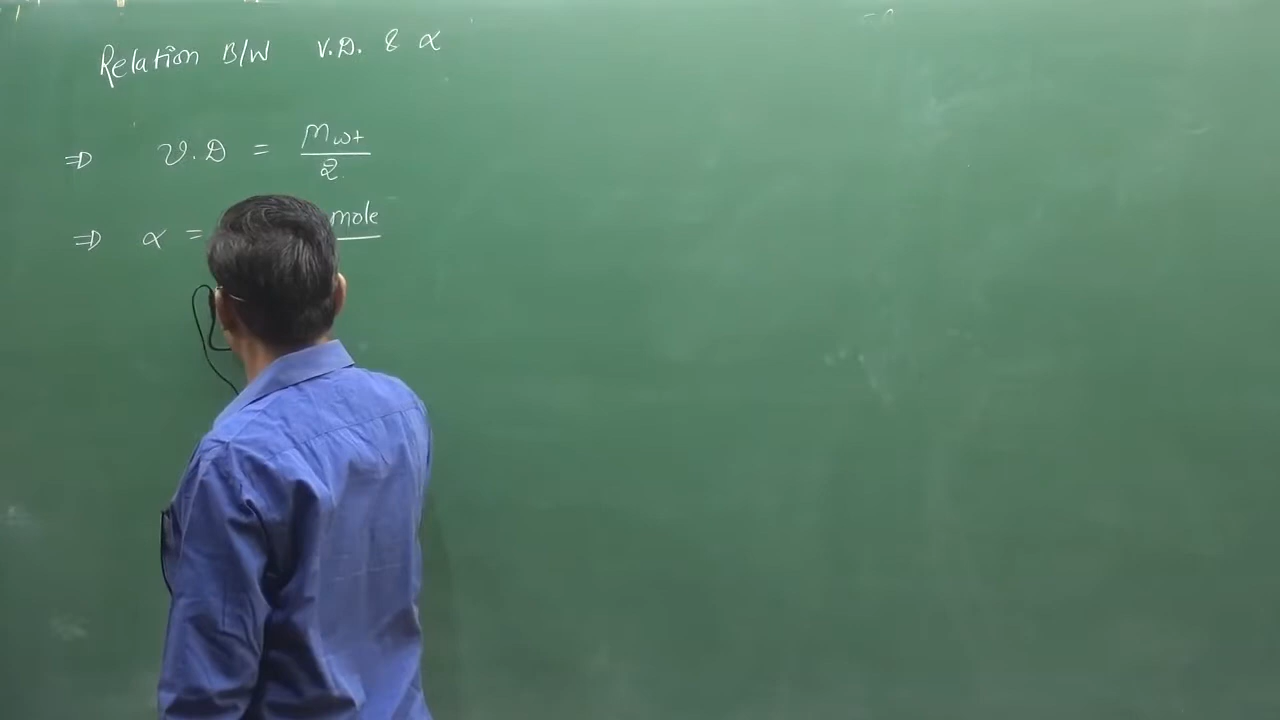 Relation B/W V.D. & α
⇒ V.D = Mwt / 2
⇒ α = mole